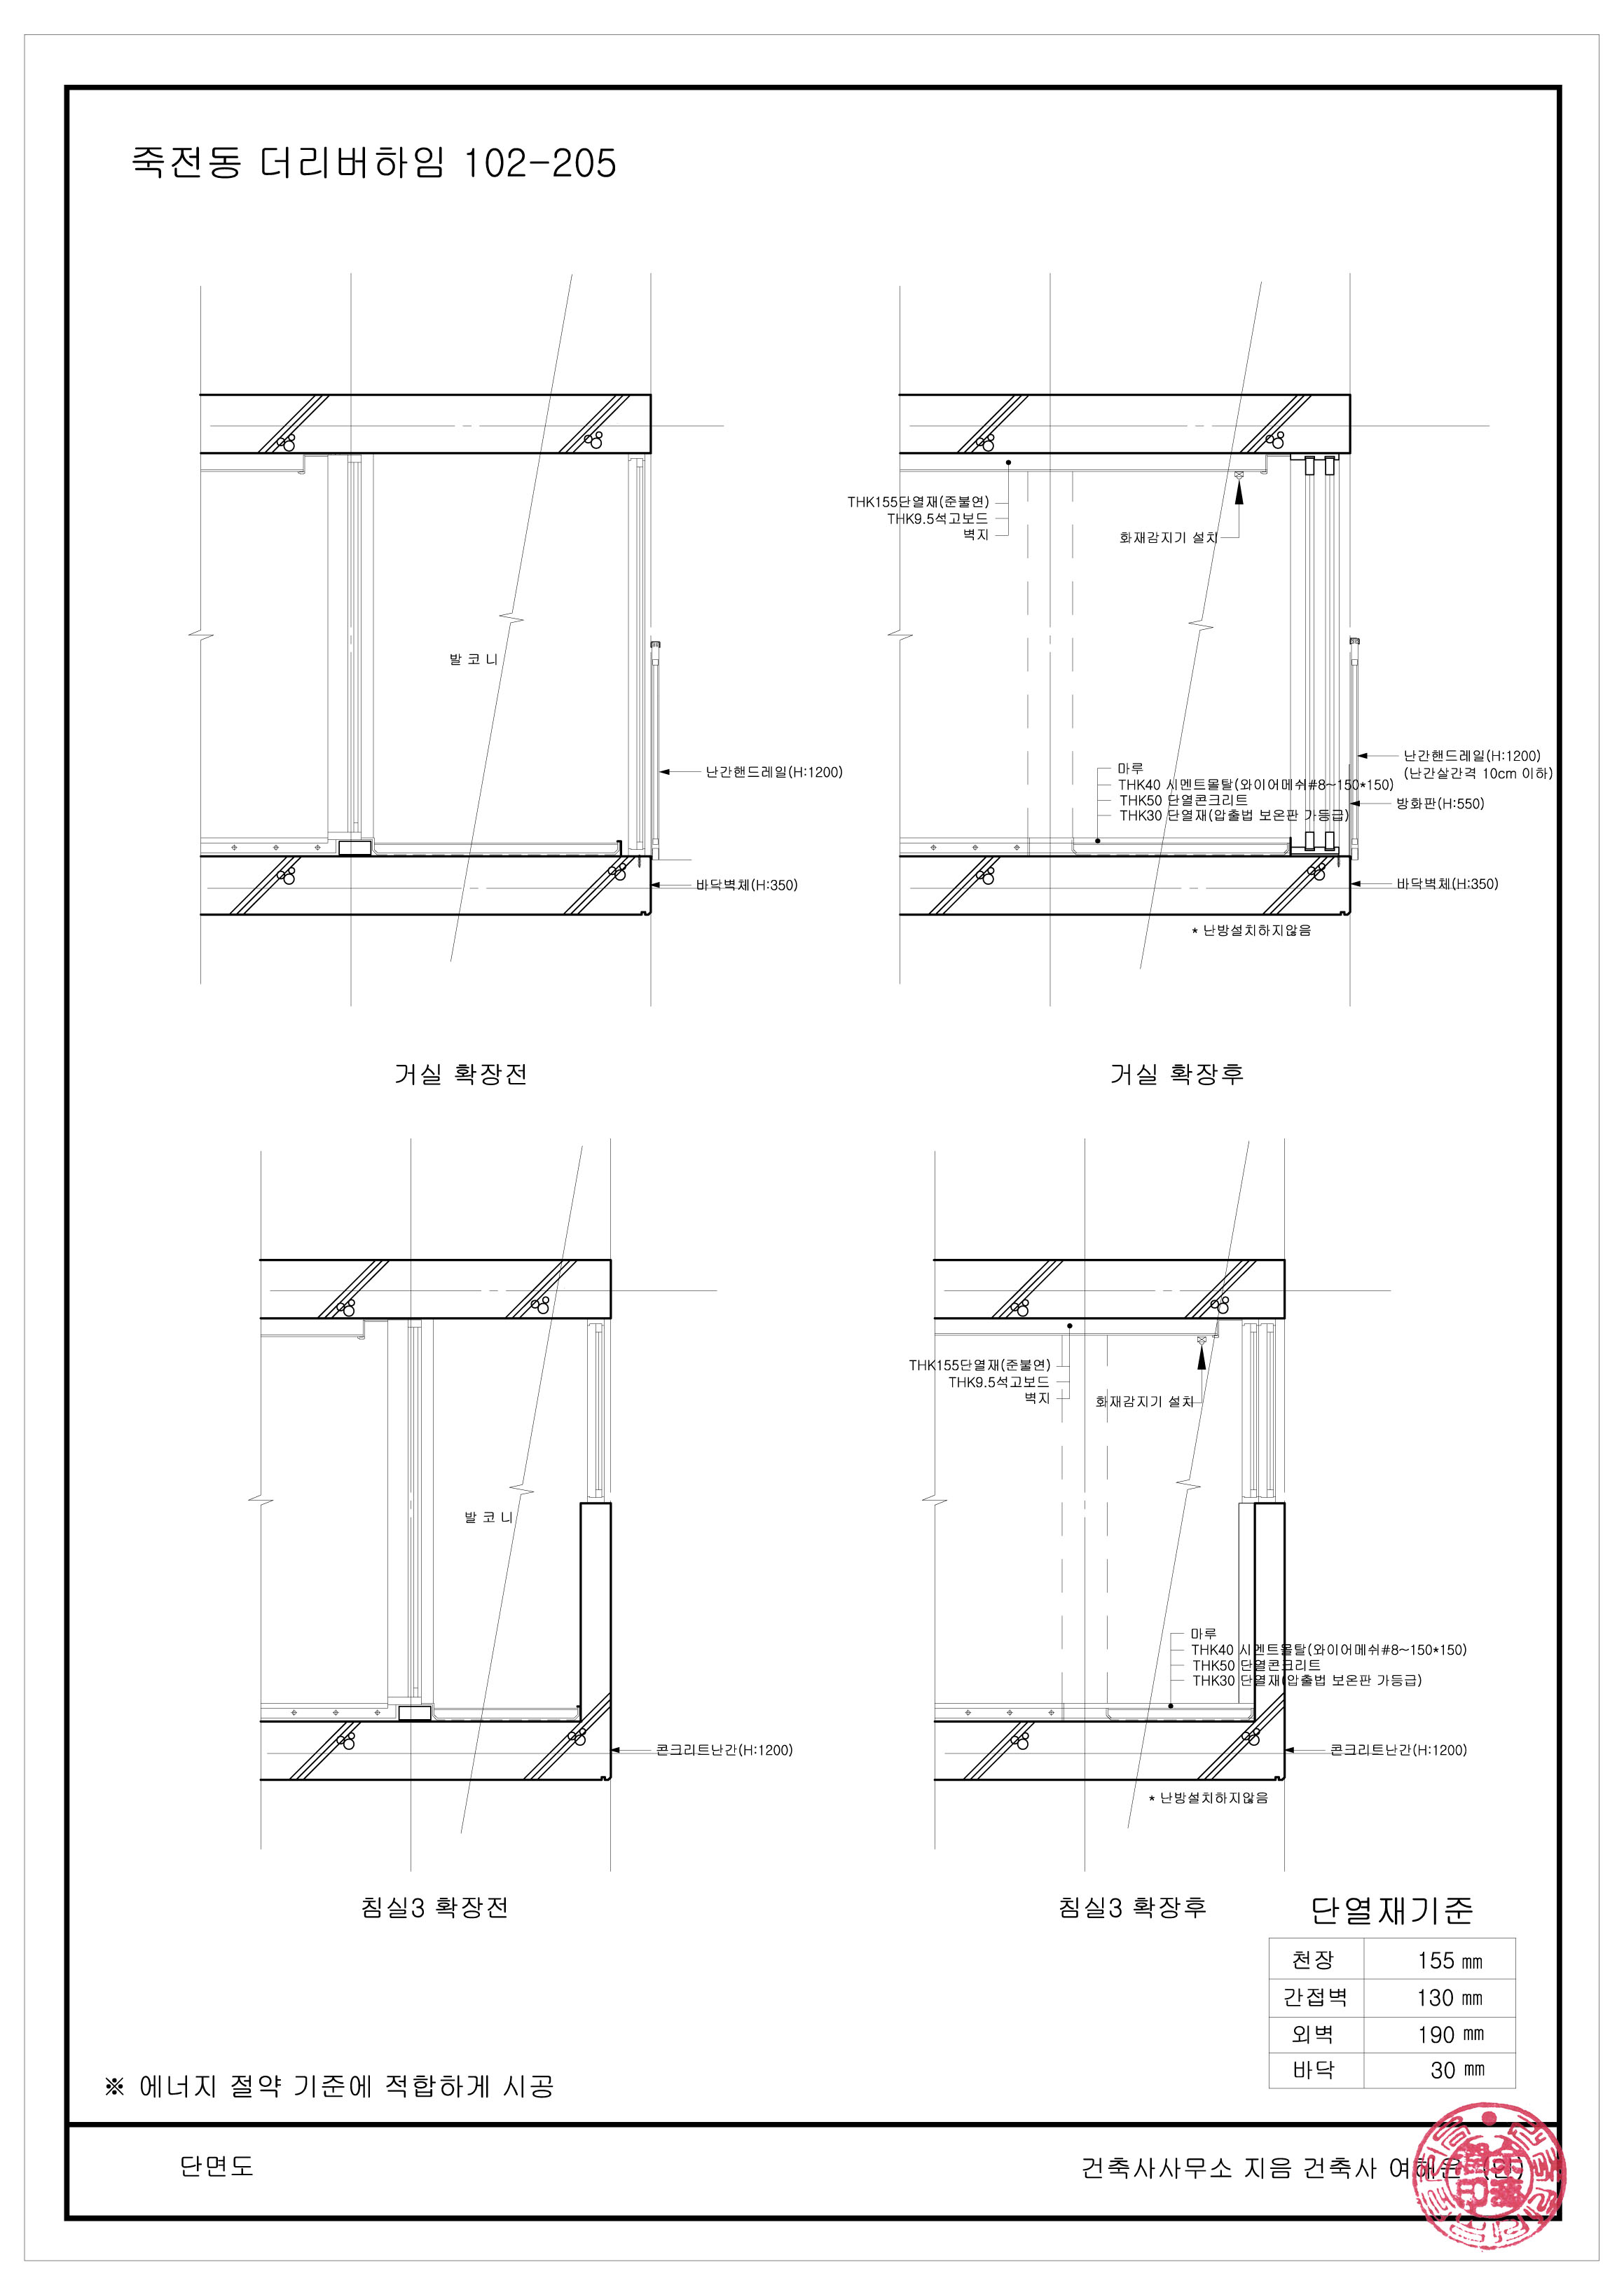 죽전동 더리버하임 102-205
THK155단열재(준불연)
THK9.5석고보드
벽지
화재감지기 설치
발 코 니
난간핸드레일(H:1200)
바닥벽체(H:350)
마루
THK40 시멘트몰탈(와이어메쉬#8~150*150)
THK50 단열콘크리트
THK30 단열재(압출법 보온판 가등급)
난간핸드레일(H:1200)
(난간살간격 10cm 이하)
방화판(H:550)
바닥벽체(H:350)
* 난방설치하지않음
거실 확장전
거실 확장후
THK155단열재(준불연)
THK9.5석고보드
벽지
화재감지기 설치
발 코 니
콘크리트난간(H:1200)
마루
THK40 시멘트몰탈(와이어메쉬#8~150*150)
THK50 단열콘크리트
THK30 단열재(압출법 보온판 가등급)
콘크리트난간(H:1200)
* 난방설치하지않음
침실3 확장전
침실3 확장후
단열재기준
천장 155 ㎜
간접벽 130 ㎜
외벽 190 ㎜
바닥 30 ㎜
※ 에너지 절약 기준에 적합하게 시공
단면도
건축사사무소 지음 건축사